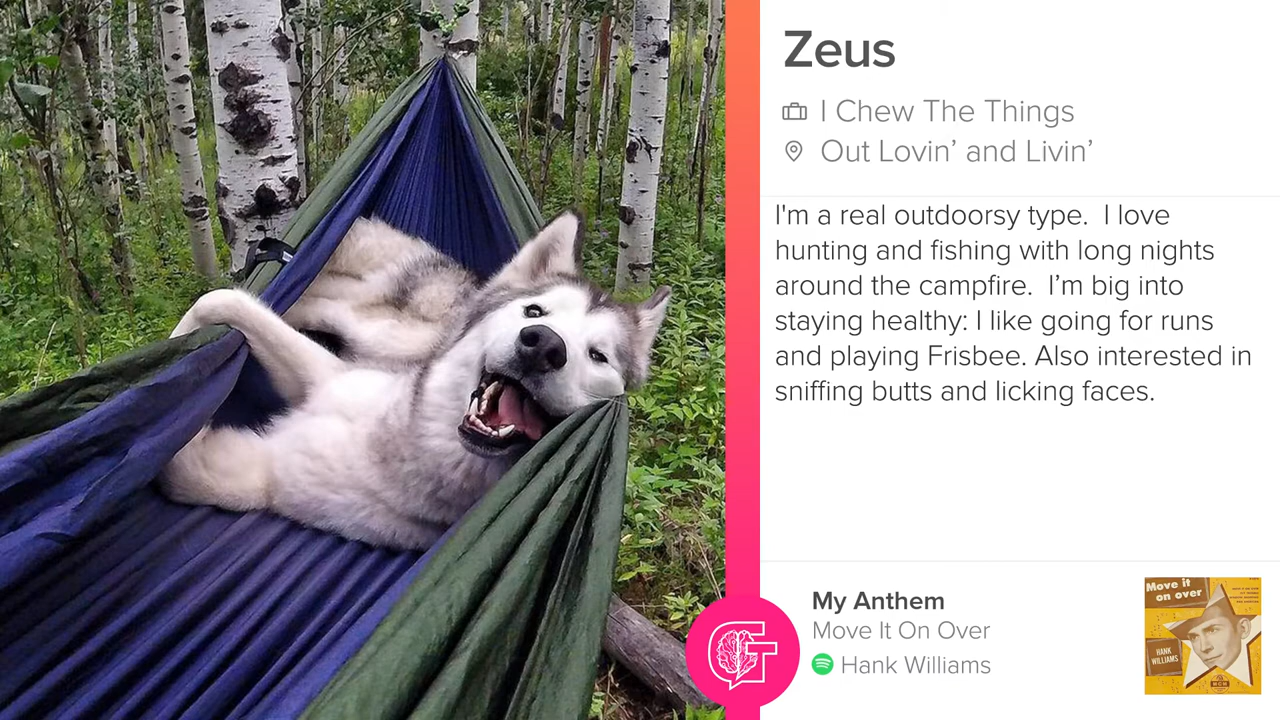 Zeus
I Chew The Things
Out Lovin’ and Livin’
I'm a real outdoorsy type.  I love
hunting and fishing with long nights
around the campfire.  I’m big into
staying healthy: I like going for runs
and playing Frisbee. Also interested in
sniffing butts and licking faces.
My Anthem
Move It On Over
Hank Williams
Move it
on over
HANK
WILLIAMS
MGM
G